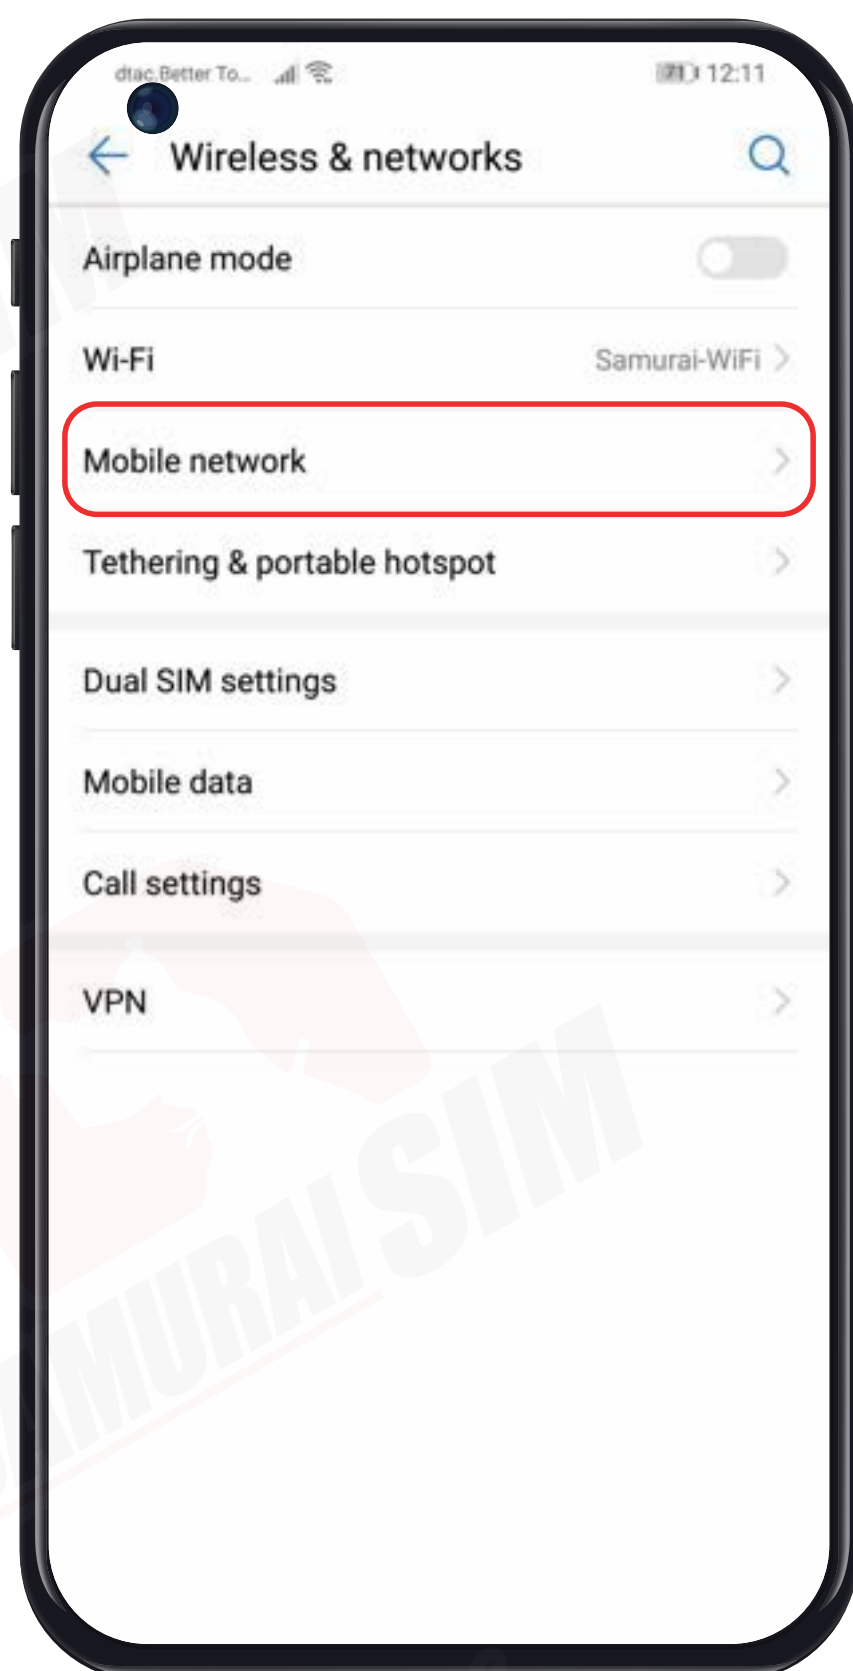 dtac,Better To... 71 12:11
Wireless & networks
Airplane mode
Wi-Fi Samurai-WiFi
Mobile network
Tethering & portable hotspot
Dual SIM settings
Mobile data
Call settings
VPN
SAMURAI SIM